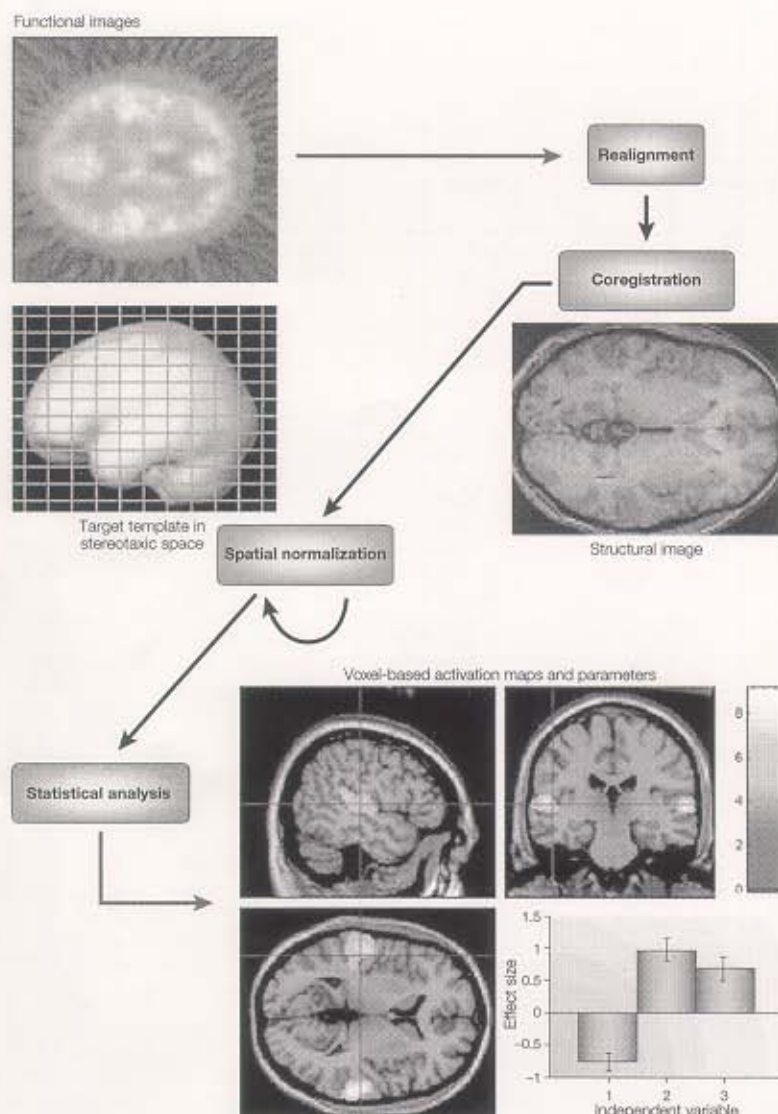 Functional images
Realignment
Coregistration
Target template in
stereotaxic space
Spatial normalization
Structural image
Voxel-based activation maps and parameters
Statistical analysis
8
6
4
2
0
1.5
1
0.5
0
−0.5
−1
Effect size
1
2
3
Independent variable